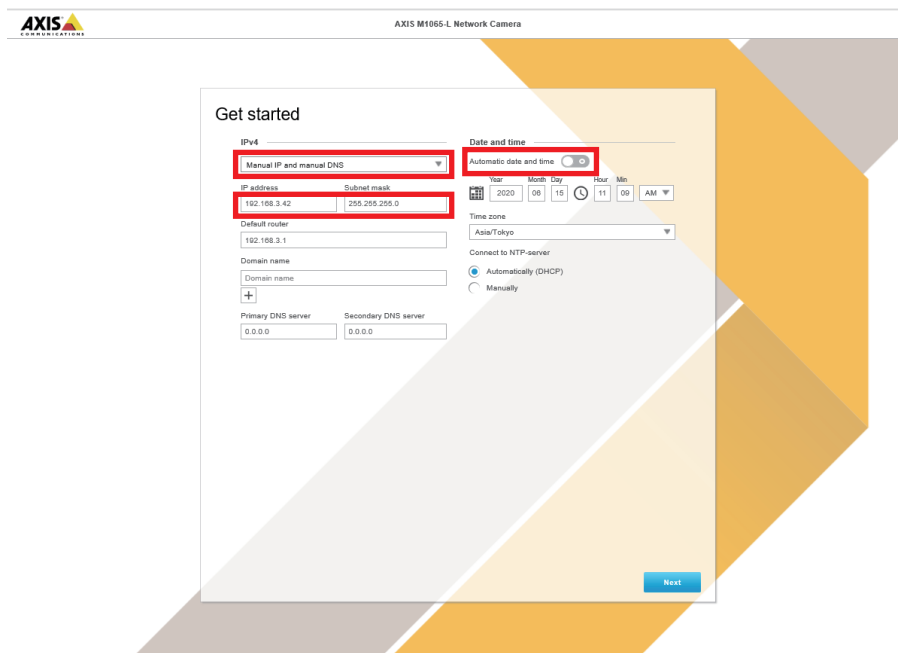 AXIS
COMMUNICATIONS
AXIS M1065-L Network Camera
Get started
IPv4
Manual IP and manual DNS
IP address Subnet mask
192.168.3.42 255.255.255.0
Default router
192.168.3.1
Domain name
Domain name
Primary DNS server Secondary DNS server
0.0.0.0 0.0.0.0
Date and time
Automatic date and time
Year Month Day Hour Min
2020 06 15 11 09 AM
Time zone
Asia/Tokyo
Connect to NTP-server
Automatically (DHCP)
Manually
Next